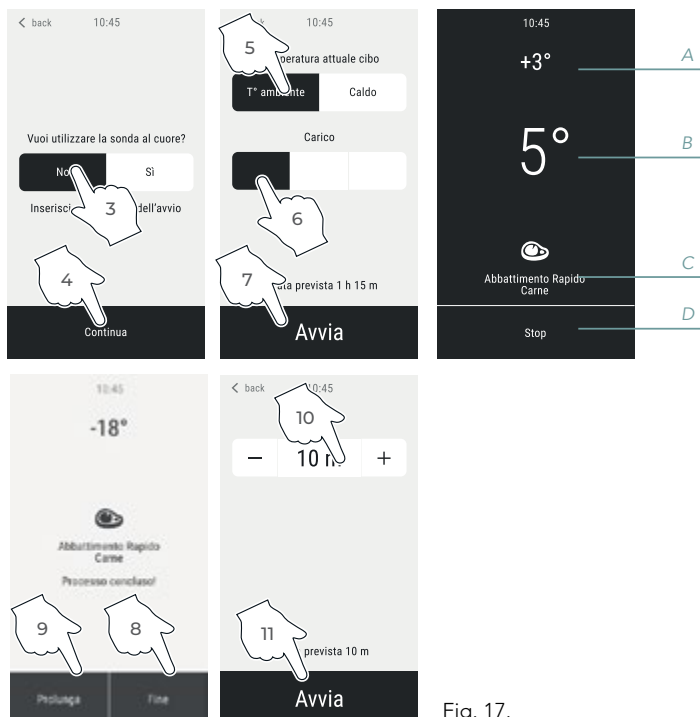 back 10:45
Vuoi utilizzare la sonda al cuore?
No Sì
Inserisci dell'avvio
3
4
Continua
10:45
5
peratura attuale cibo
T° ambiente Caldo
Carico
6
7
ta prevista 1 h 15 m
Avvia
10:45
+3°
A
5°
B
Abbattimento Rapido
Carne
C
Stop
D
10:45
-18°
Abbattimento Rapido
Carne
Processo concluso!
9 8
Prolunga Fine
back 10:45
10
− 10 m +
11
prevista 10 m
Avvia
Fig. 17.